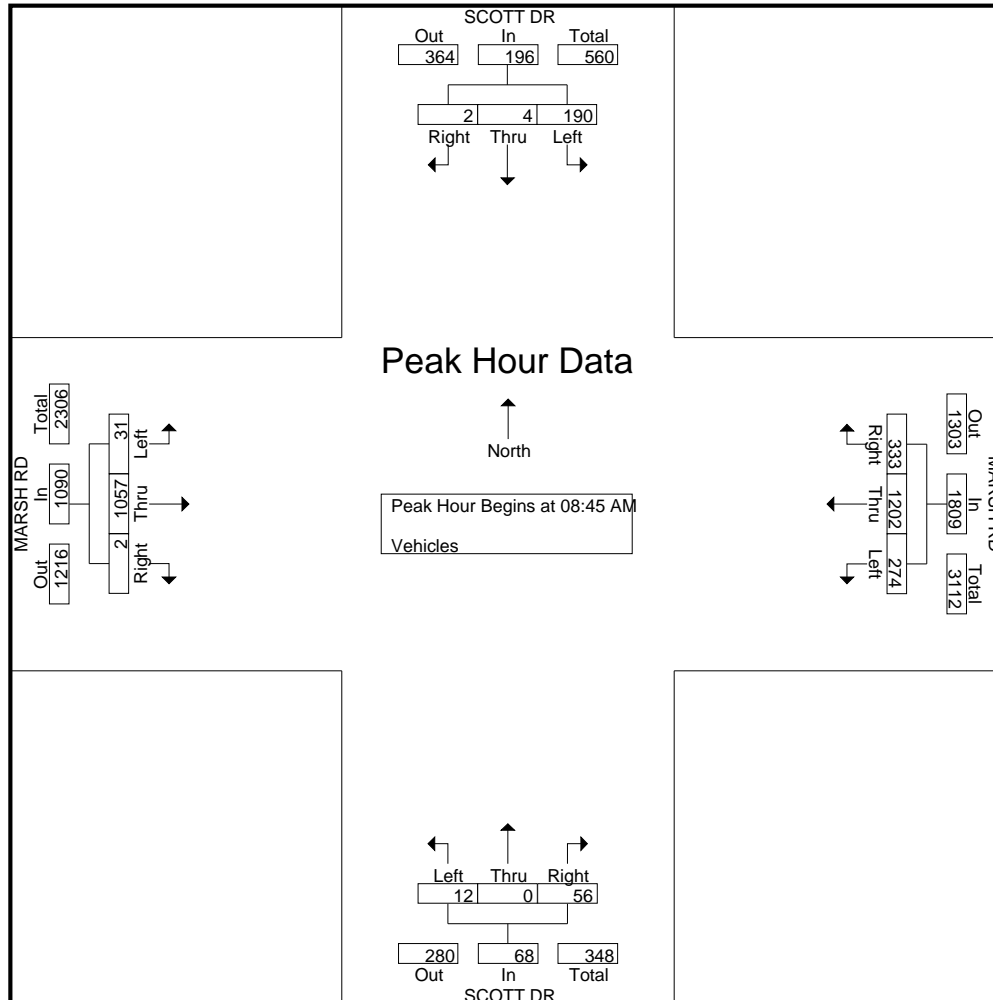 SCOTT DR
Out In Total
364 196 560
2 4 190
Right Thru Left
Peak Hour Data
North
Peak Hour Begins at 08:45 AM
Vehicles
MARSH RD
Total In Out
2306 1090 1216
31 1057 2
Left Thru Right
Right Thru Left
333 1202 274
Out In Total
1303 1809 3112
MARSH RD
Left Thru Right
12 0 56
280 68 348
Out In Total
SCOTT DR